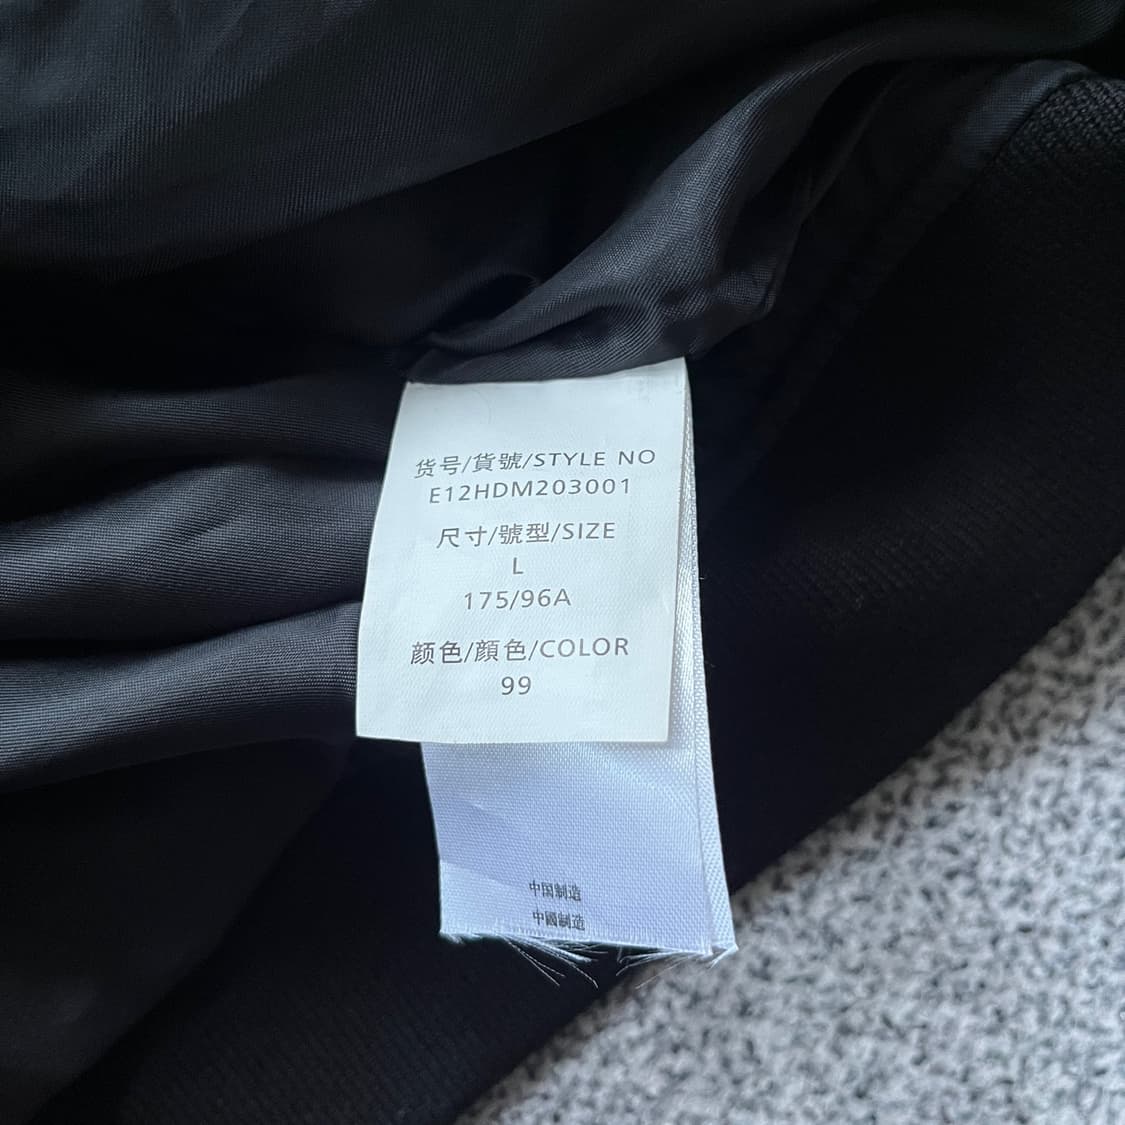 货号/貨號/STYLE NO
E12HDM203001
尺寸/號型/SIZE
L
175/96A
颜色/顔色/COLOR
99
中国制造
中國制造